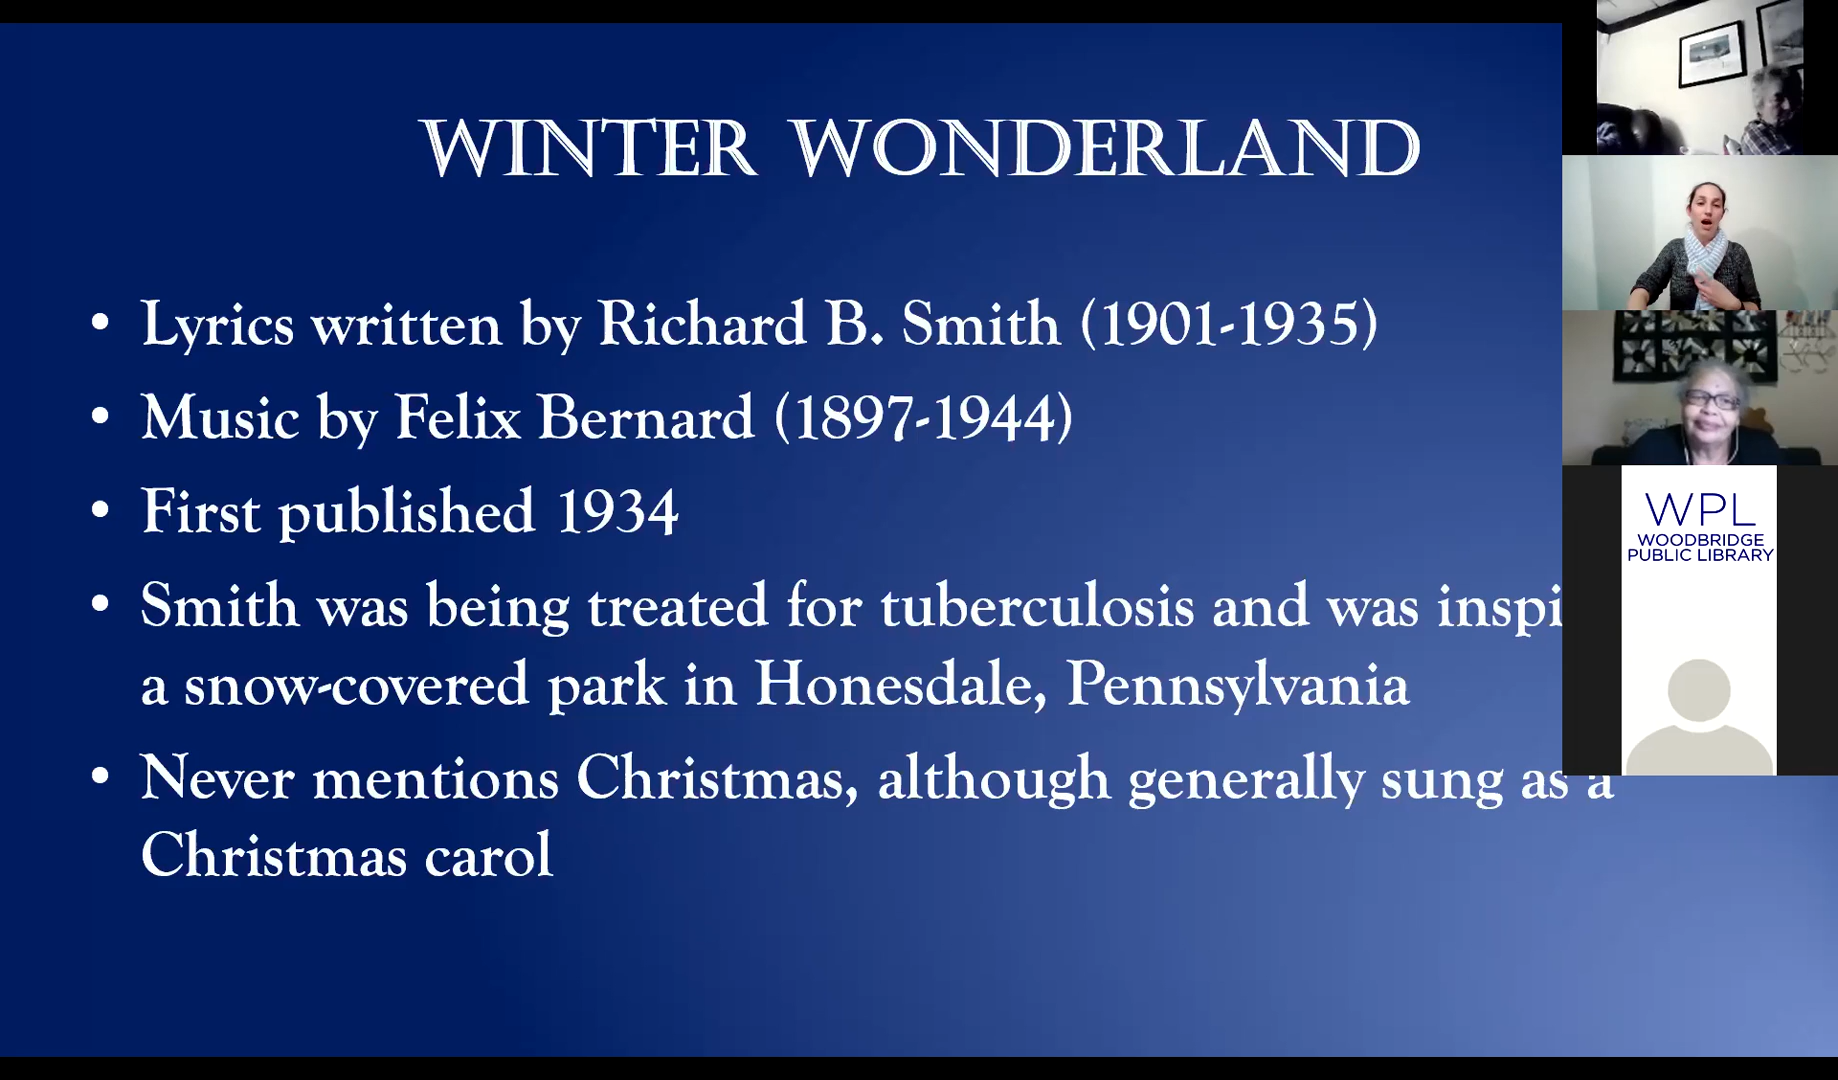 WINTER WONDERLAND
• Lyrics written by Richard B. Smith (1901-1935)
• Music by Felix Bernard (1897-1944)
• First published 1934
• Smith was being treated for tuberculosis and was inspi
a snow-covered park in Honesdale, Pennsylvania
• Never mentions Christmas, although generally sung as a
Christmas carol
WPL
WOODBRIDGE
PUBLIC LIBRARY